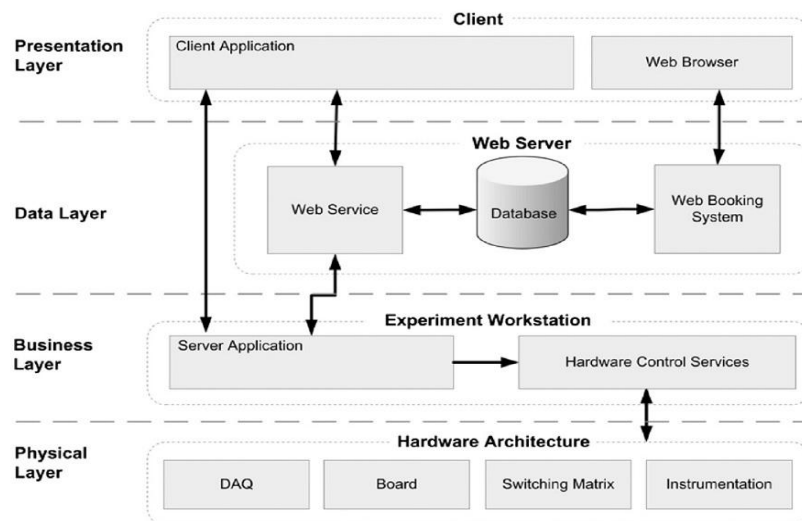 Client
Presentation
Layer
Client Application
Web Browser
Web Server
Data Layer
Web Service
Database
Web Booking
System
Experiment Workstation
Business
Layer
Server Application
Hardware Control Services
Hardware Architecture
Physical
Layer
DAQ
Board
Switching Matrix
Instrumentation